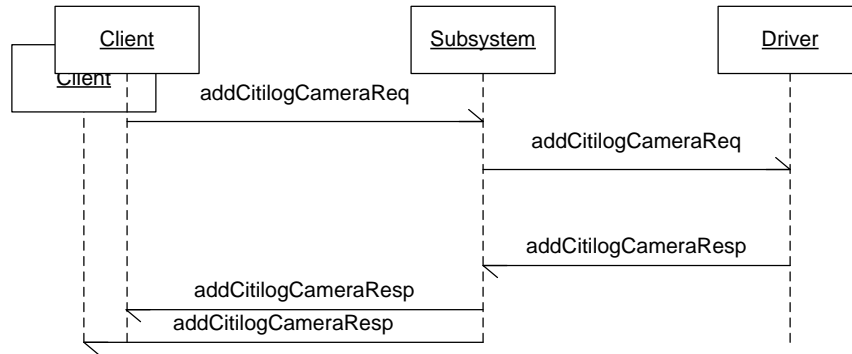 Client
Subsystem
Driver
Client
addCitilogCameraReq
addCitilogCameraReq
addCitilogCameraResp
addCitilogCameraResp
addCitilogCameraResp